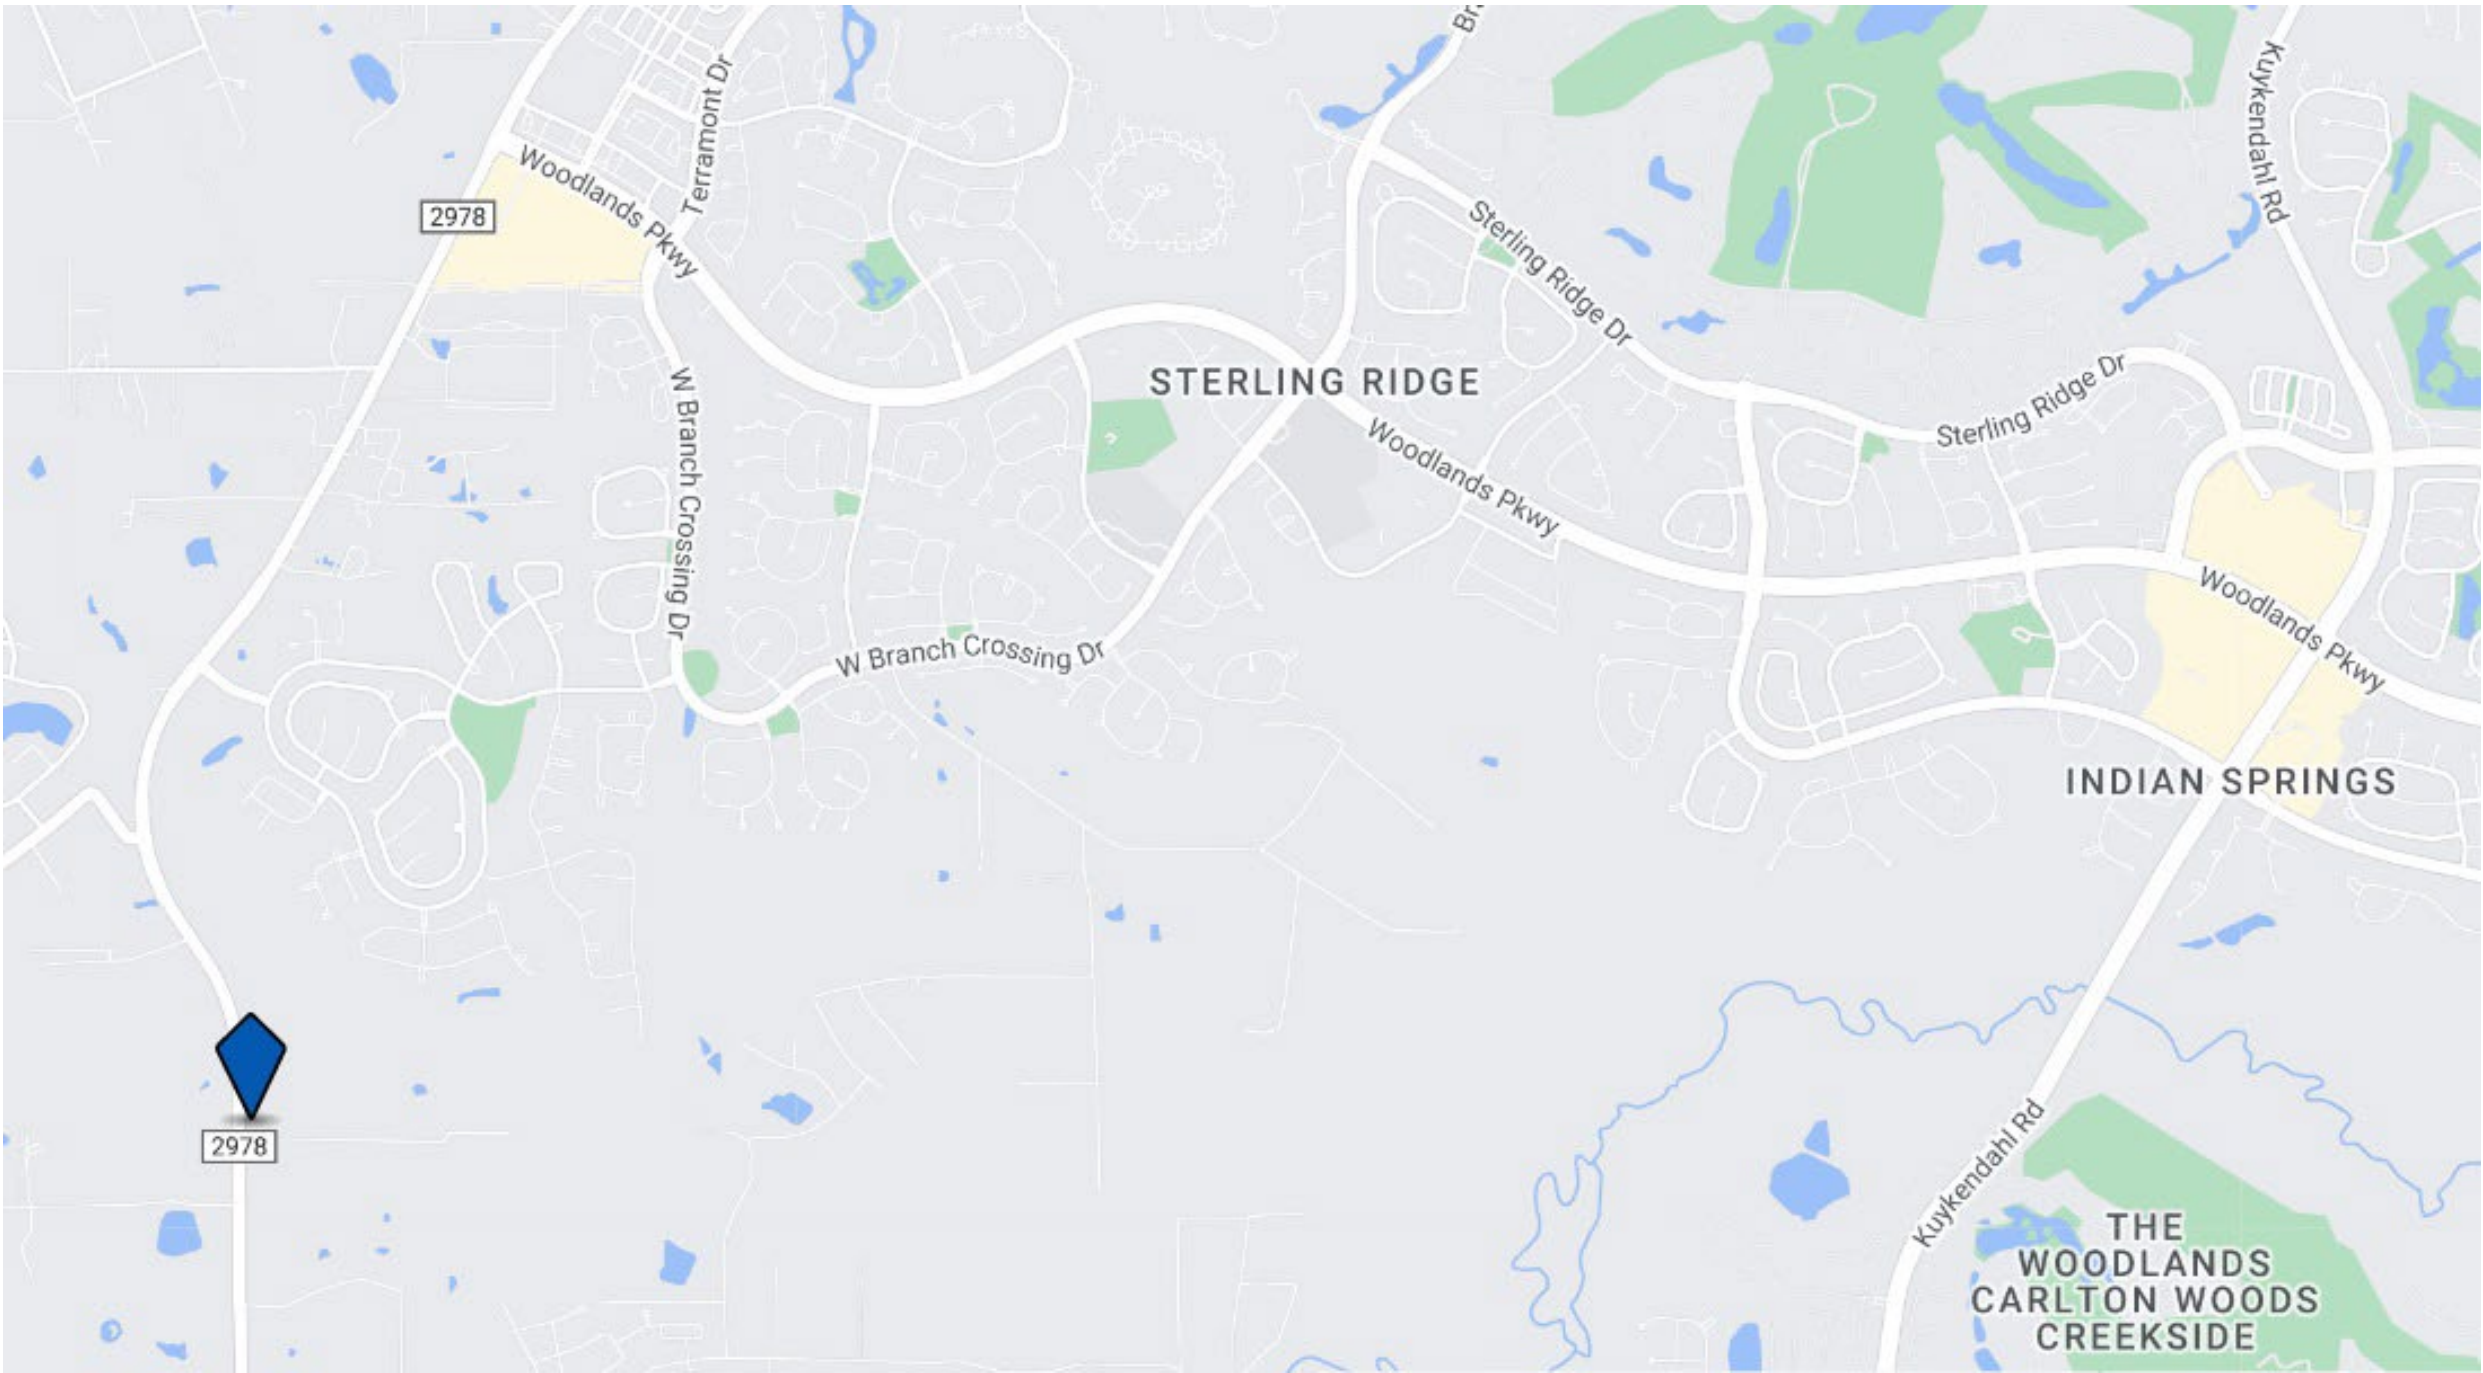 Br
Kuykendahl Rd
Terramont Dr
Woodlands Pkwy
2978
Sterling Ridge Dr
STERLING RIDGE
Sterling Ridge Dr
W Branch Crossing Dr
Woodlands Pkwy
Woodlands Pkwy
W Branch Crossing Dr
INDIAN SPRINGS
2978
Kuykendahl Rd
THE
WOODLANDS
CARLTON WOODS
CREEKSIDE